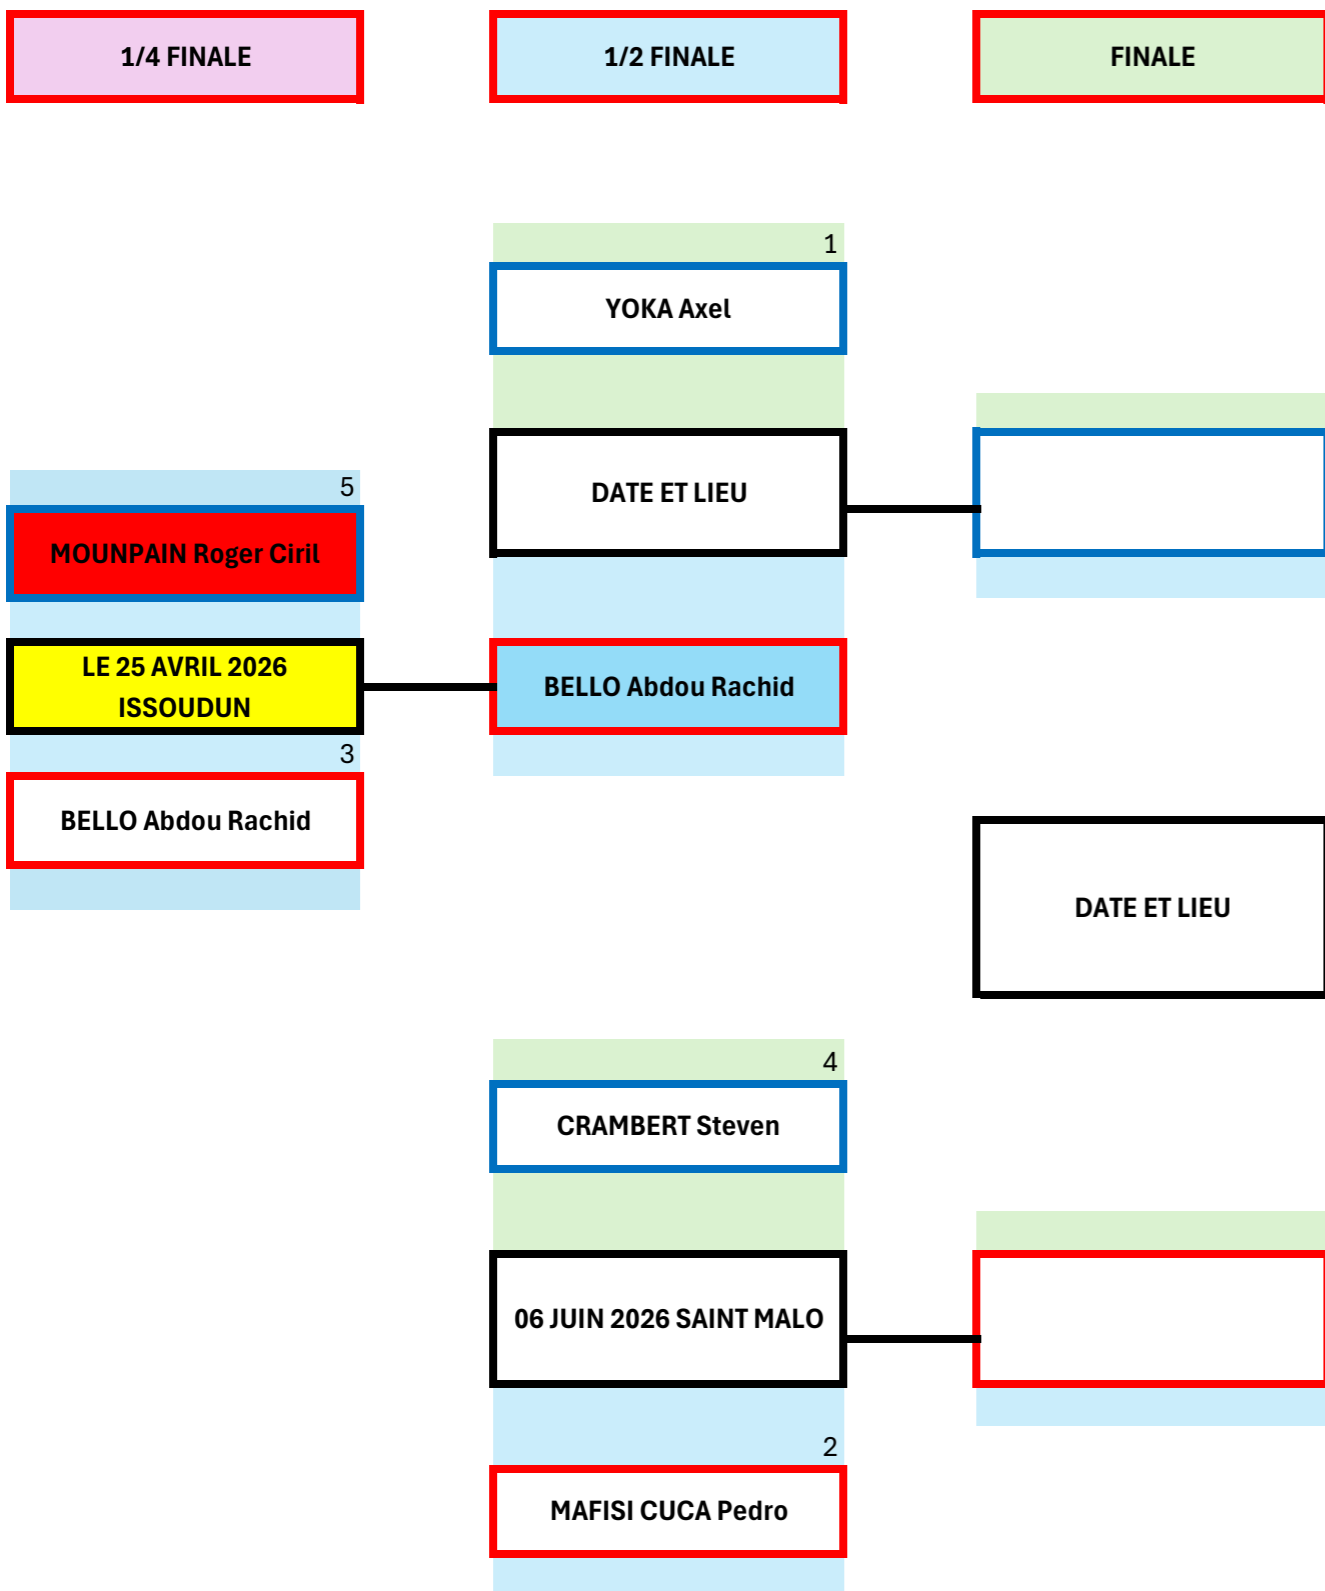 1/4 FINALE
1/2 FINALE
FINALE
1
YOKA Axel
DATE ET LIEU
5
MOUNPAIN Roger Ciril
LE 25 AVRIL 2026
ISSOUDUN
BELLO Abdou Rachid
3
BELLO Abdou Rachid
DATE ET LIEU
4
CRAMBERT Steven
06 JUIN 2026 SAINT MALO
2
MAFISI CUCA Pedro